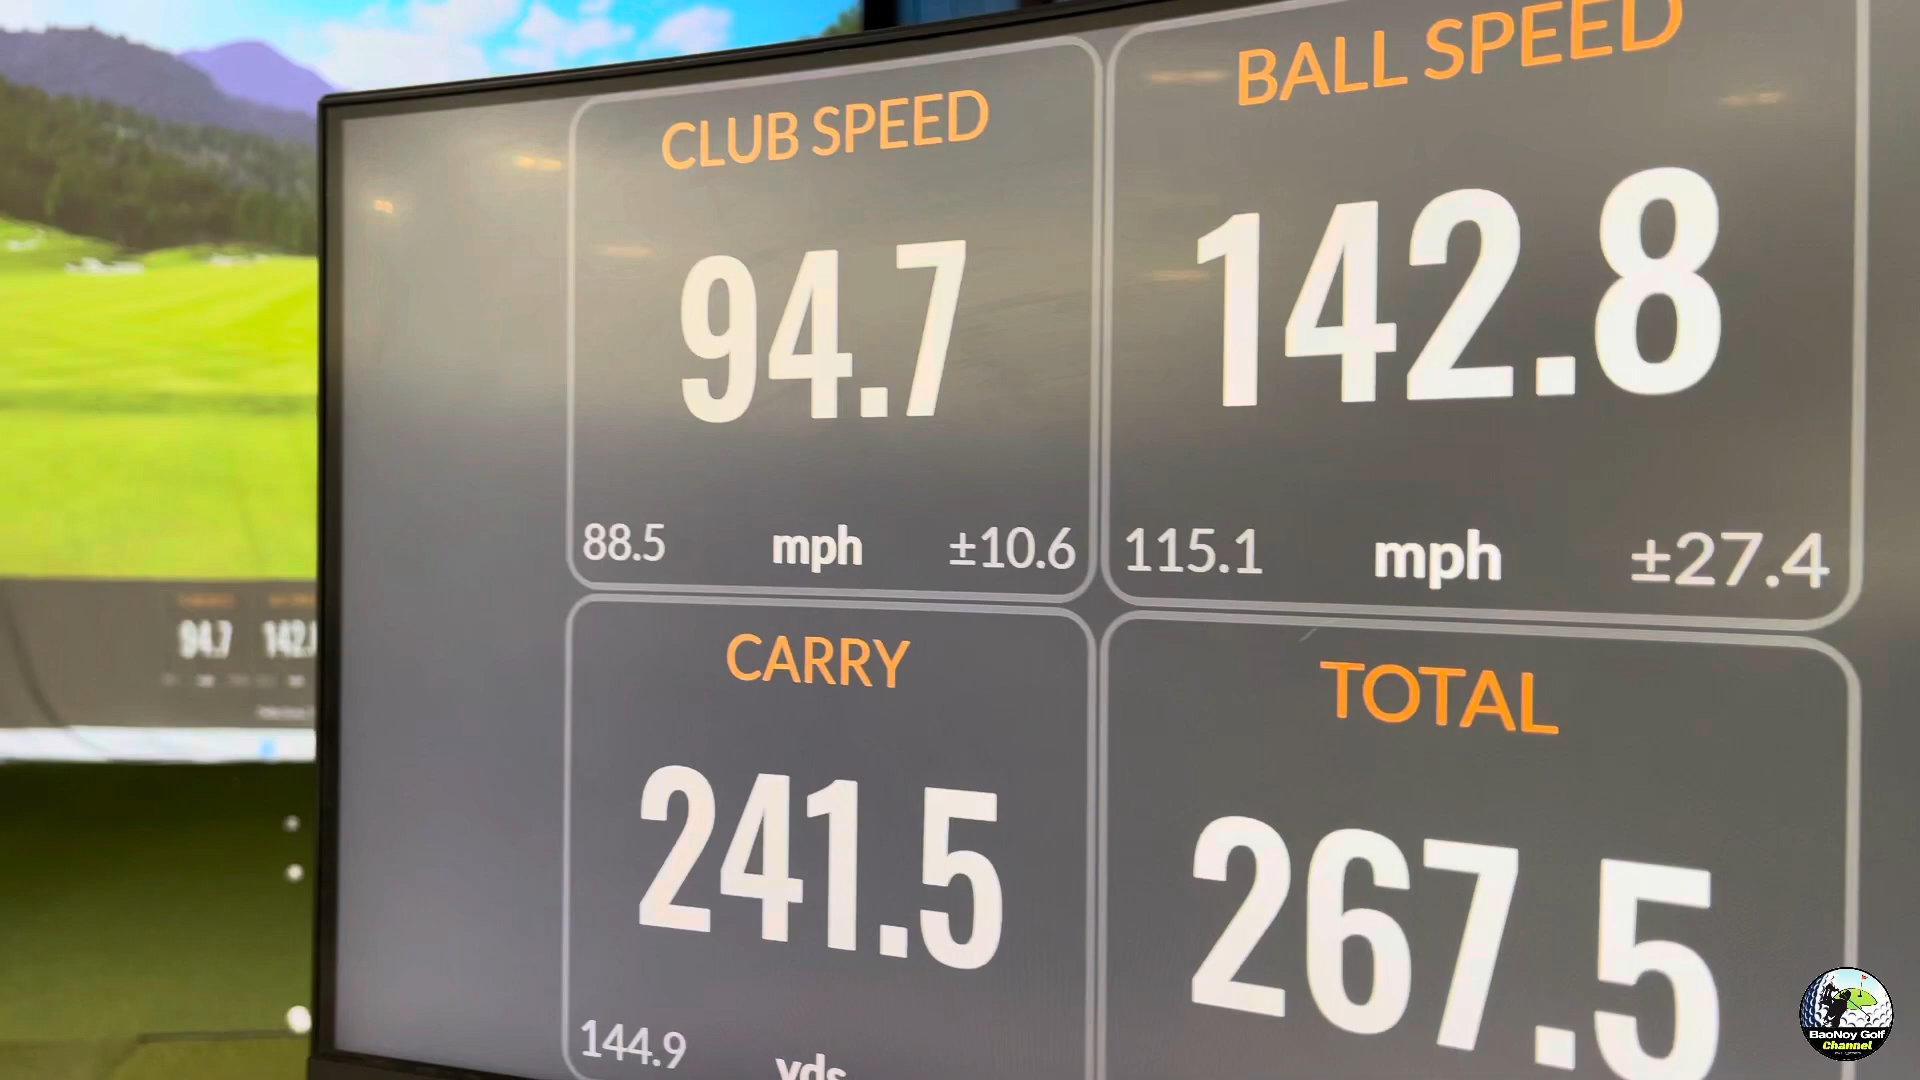 CLUB SPEED
94.7
88.5 mph ±10.6
BALL SPEED
142.8
115.1 mph ±27.4
CARRY
241.5
144.9 yds
TOTAL
267.5
94.7
BaoNoy Golf
Channel